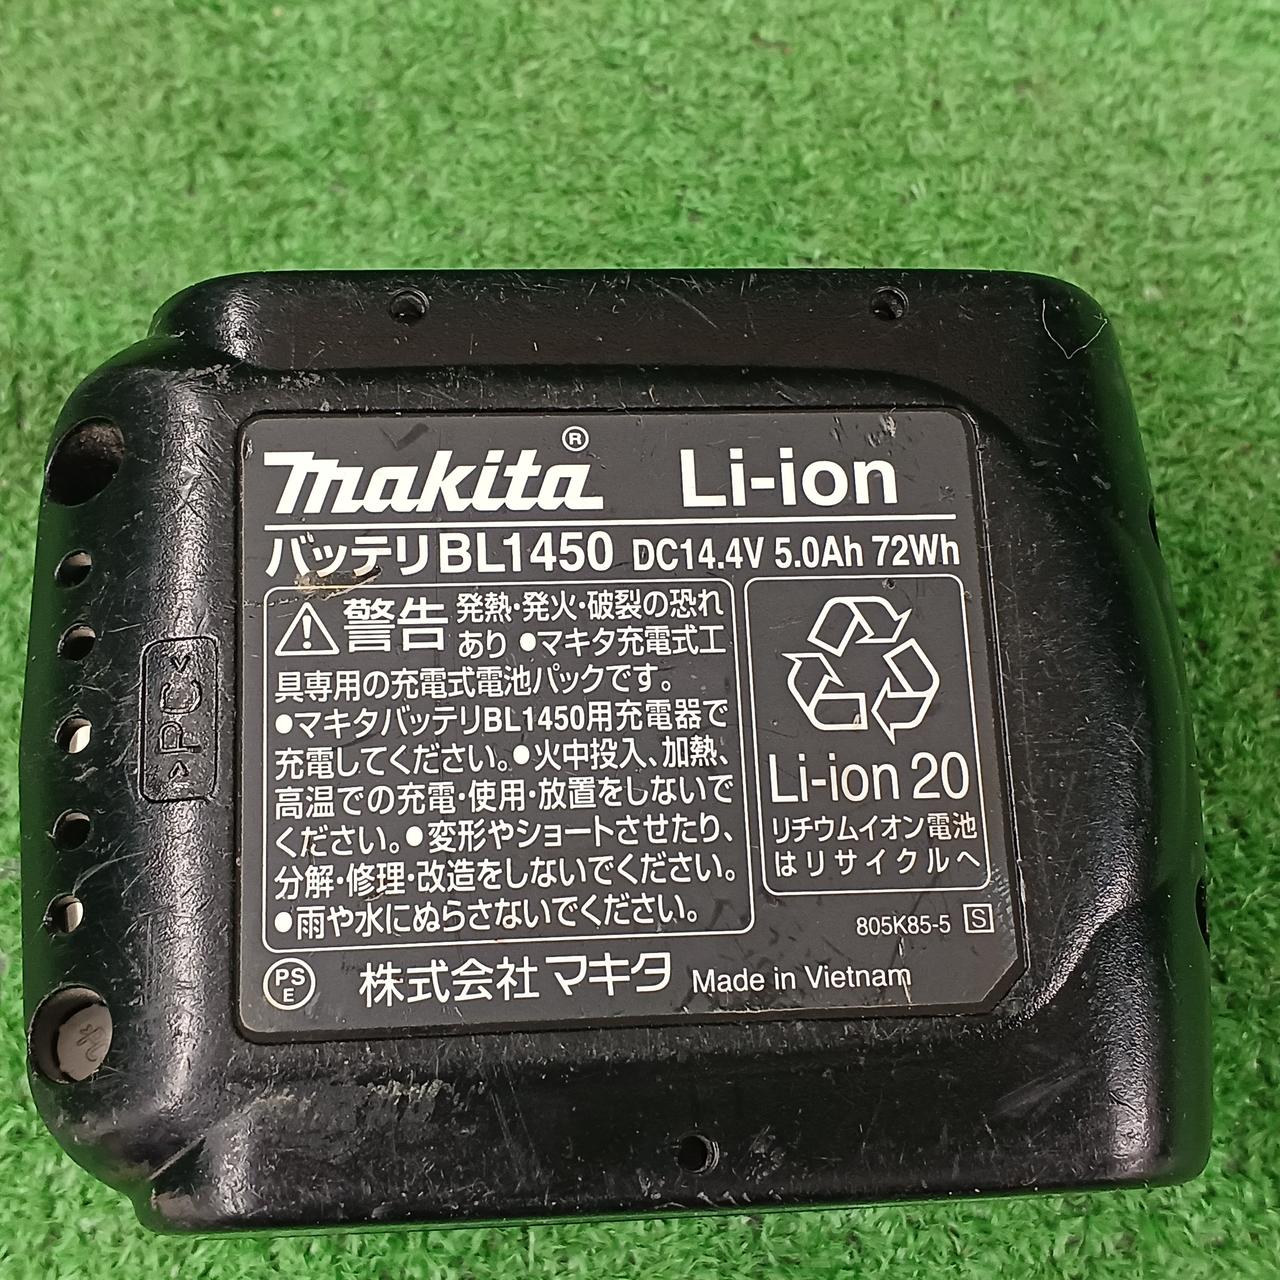 makita® Li-ion
バッテリBL1450 DC14.4V 5.0Ah 72Wh
警告 発熱・発火・破裂の恐れ
あり ●マキタ充電式工
具専用の充電式電池パックです。
●マキタバッテリBL1450用充電器で
充電してください。●火中投入、加熱、
高温での充電・使用・放置をしないで
ください。●変形やショートさせたり、
分解・修理・改造をしないでください。
●雨や水にぬらさないでください。
Li-ion 20
リチウムイオン電池
はリサイクルへ
805K85-5 S
PS
E
株式会社マキタ Made in Vietnam
>PC<